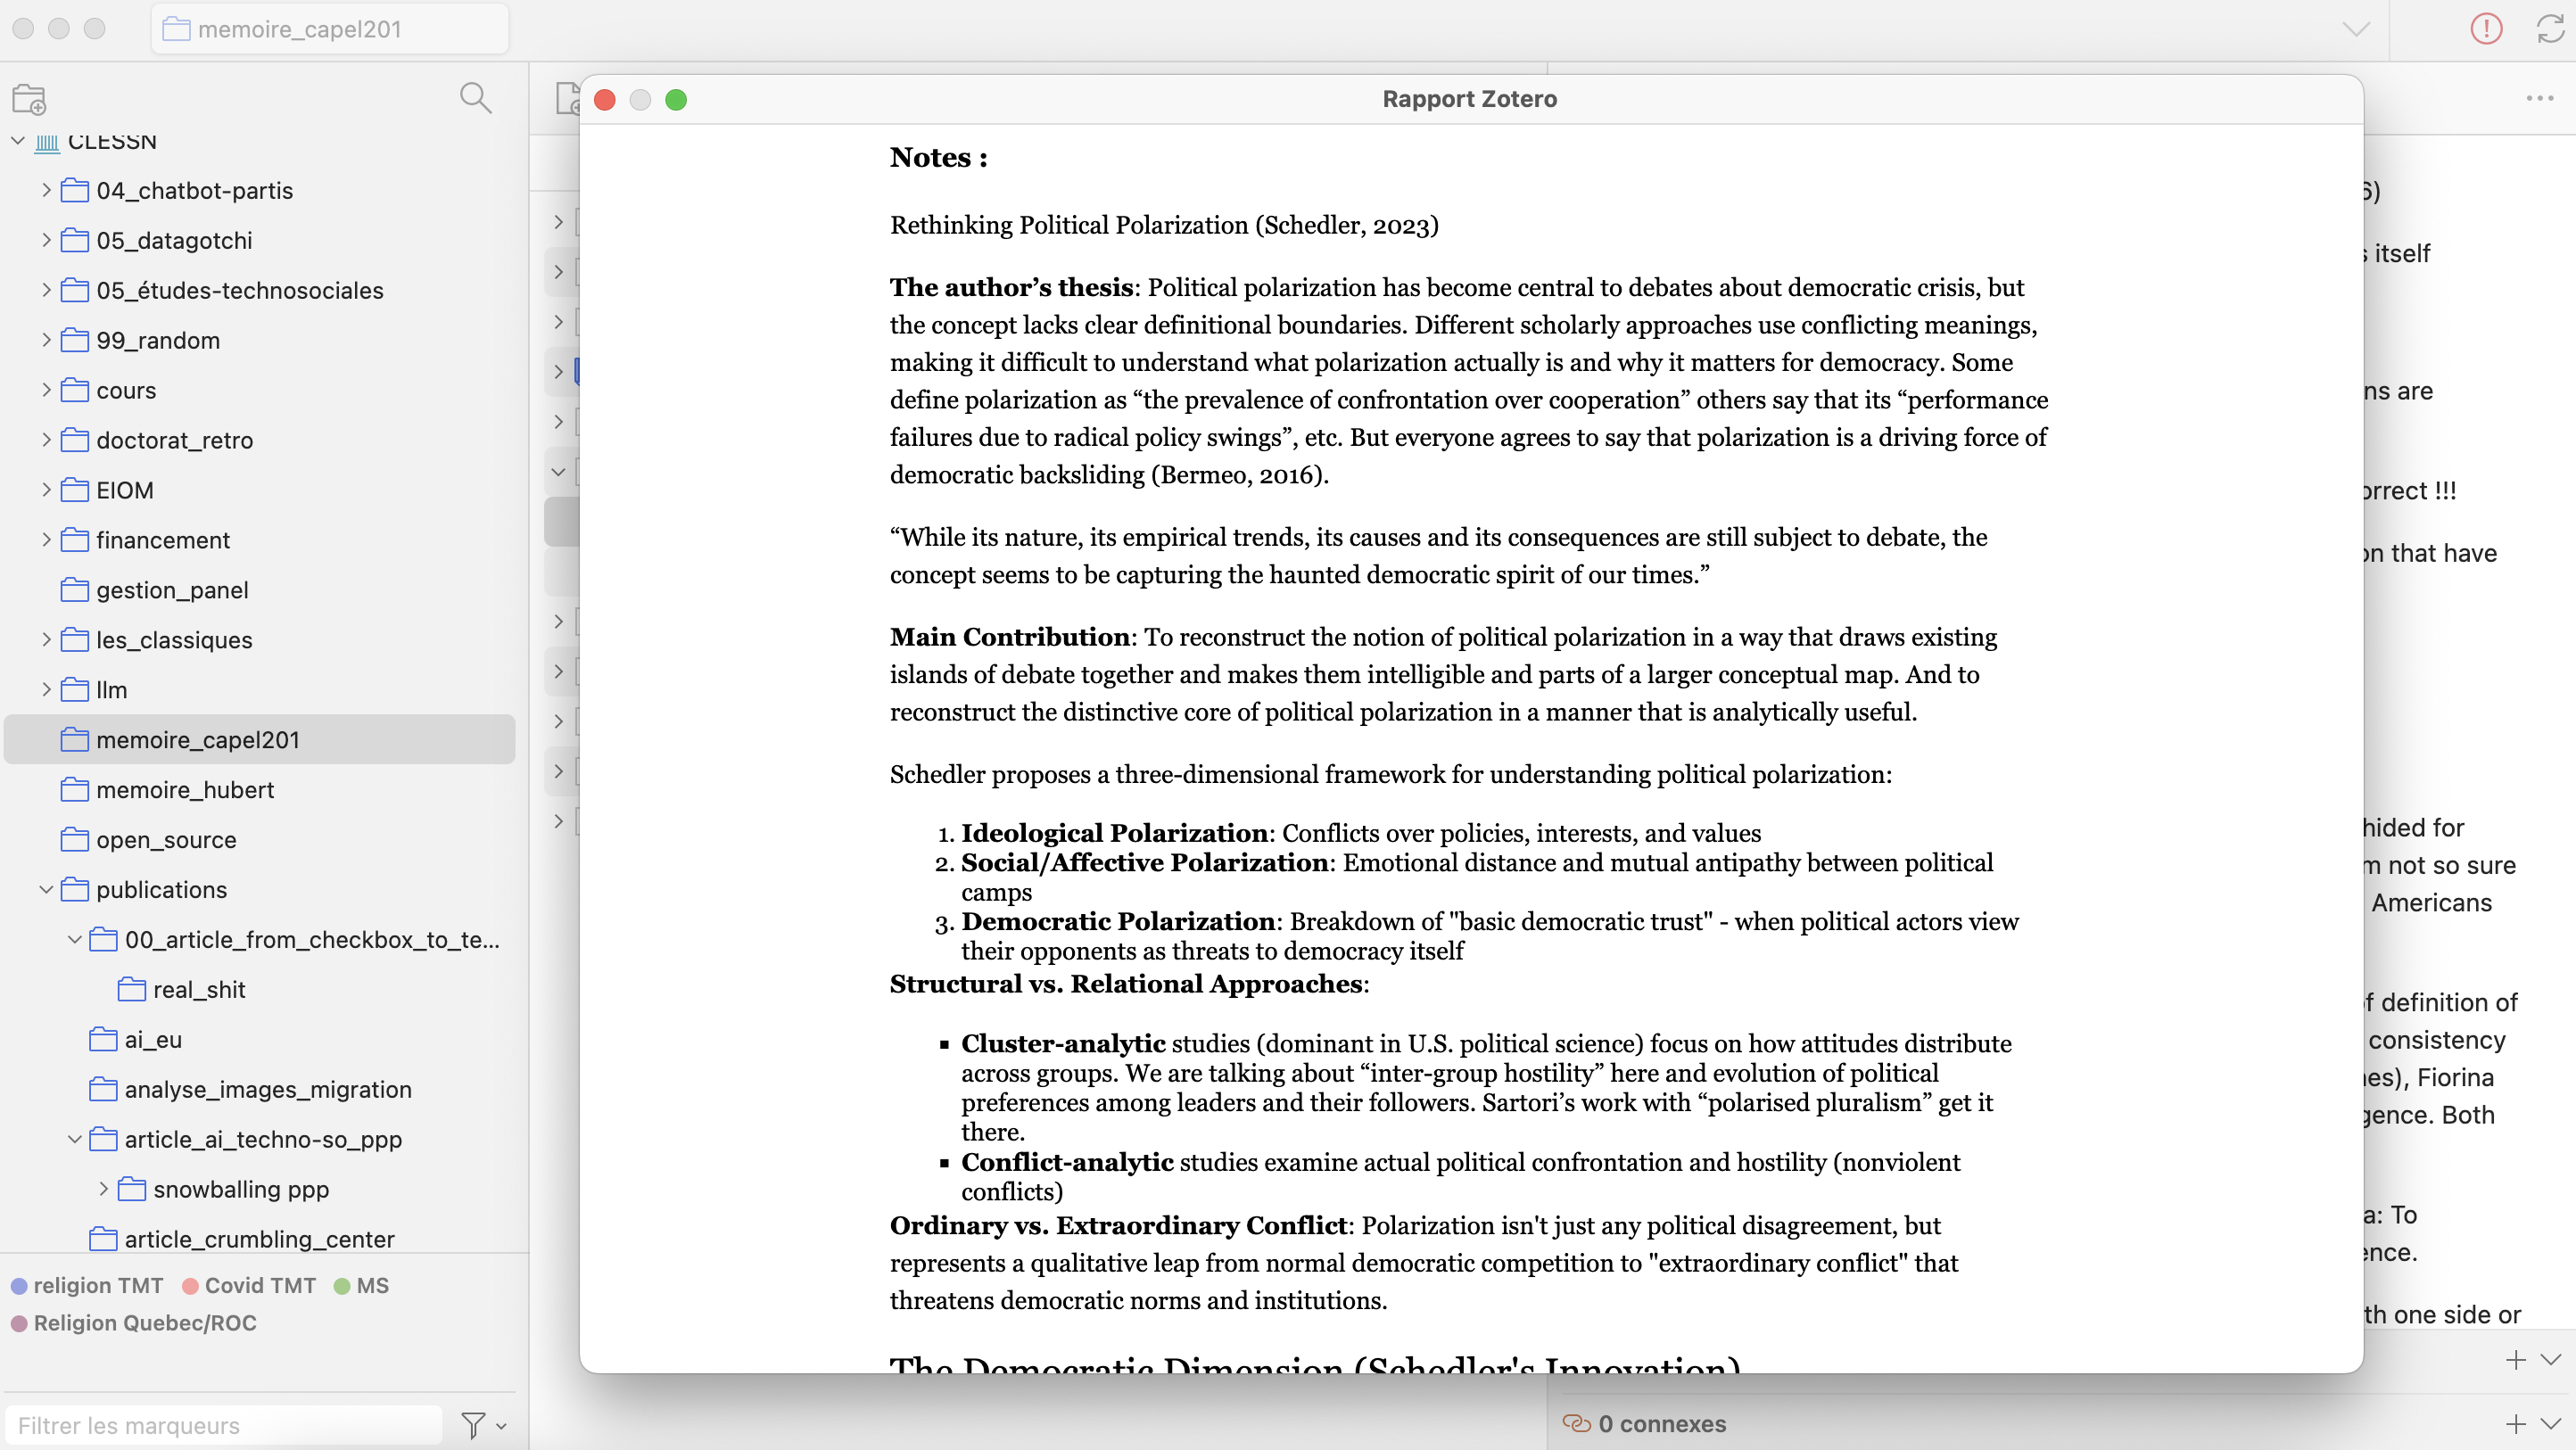 memoire_capel201
CLESSN
04_chatbot-partis
05_datagotchi
05_études-technosociales
99_random
cours
doctorat_retro
EIOM
financement
gestion_panel
les_classiques
llm
memoire_capel201
memoire_hubert
open_source
publications
00_article_from_checkbox_to_te...
real_shit
ai_eu
analyse_images_migration
article_ai_techno-so_ppp
snowballing ppp
article_crumbling_center
religion TMT Covid TMT MS
Religion Quebec/ROC
Filtrer les marqueurs
Rapport Zotero
Notes :
Rethinking Political Polarization (Schedler, 2023)
The author’s thesis: Political polarization has become central to debates about democratic crisis, but
the concept lacks clear definitional boundaries. Different scholarly approaches use conflicting meanings,
making it difficult to understand what polarization actually is and why it matters for democracy. Some
define polarization as “the prevalence of confrontation over cooperation” others say that its “performance
failures due to radical policy swings”, etc. But everyone agrees to say that polarization is a driving force of
democratic backsliding (Bermeo, 2016).
“While its nature, its empirical trends, its causes and its consequences are still subject to debate, the
concept seems to be capturing the haunted democratic spirit of our times.”
Main Contribution: To reconstruct the notion of political polarization in a way that draws existing
islands of debate together and makes them intelligible and parts of a larger conceptual map. And to
reconstruct the distinctive core of political polarization in a manner that is analytically useful.
Schedler proposes a three-dimensional framework for understanding political polarization:
1. Ideological Polarization: Conflicts over policies, interests, and values
2. Social/Affective Polarization: Emotional distance and mutual antipathy between political
camps
3. Democratic Polarization: Breakdown of "basic democratic trust" - when political actors view
their opponents as threats to democracy itself
Structural vs. Relational Approaches:
▪ Cluster-analytic studies (dominant in U.S. political science) focus on how attitudes distribute
across groups. We are talking about “inter-group hostility” here and evolution of political
preferences among leaders and their followers. Sartori’s work with “polarised pluralism” get it
there.
▪ Conflict-analytic studies examine actual political confrontation and hostility (nonviolent
conflicts)
Ordinary vs. Extraordinary Conflict: Polarization isn't just any political disagreement, but
represents a qualitative leap from normal democratic competition to "extraordinary conflict" that
threatens democratic norms and institutions.
The Democratic Dimension (Schedler's Innovation)
6)
itself
are
!!!
that have
for
not so sure
Americans
definition of
consistency
Fiorina
Both
To
one side or
0 connexes